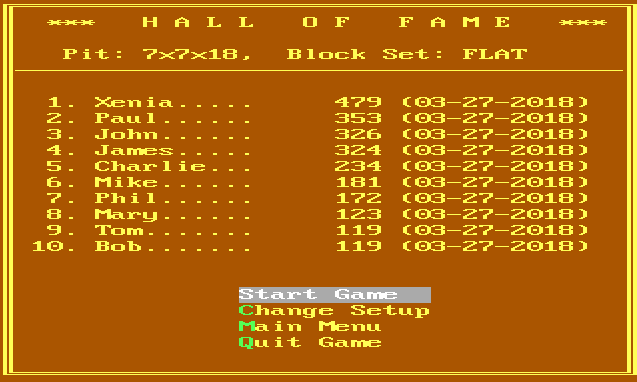 *** H A L L O F F A M E ***
Pit: 7x7x18, Block Set: FLAT
1. Xenia..... 479 (03-27-2018)
2. Paul...... 353 (03-27-2018)
3. John...... 326 (03-27-2018)
4. James..... 324 (03-27-2018)
5. Charlie... 234 (03-27-2018)
6. Mike...... 181 (03-27-2018)
7. Phil...... 172 (03-27-2018)
8. Mary...... 123 (03-27-2018)
9. Tom....... 119 (03-27-2018)
10. Bob....... 119 (03-27-2018)
Start Game
Change Setup
Main Menu
Quit Game